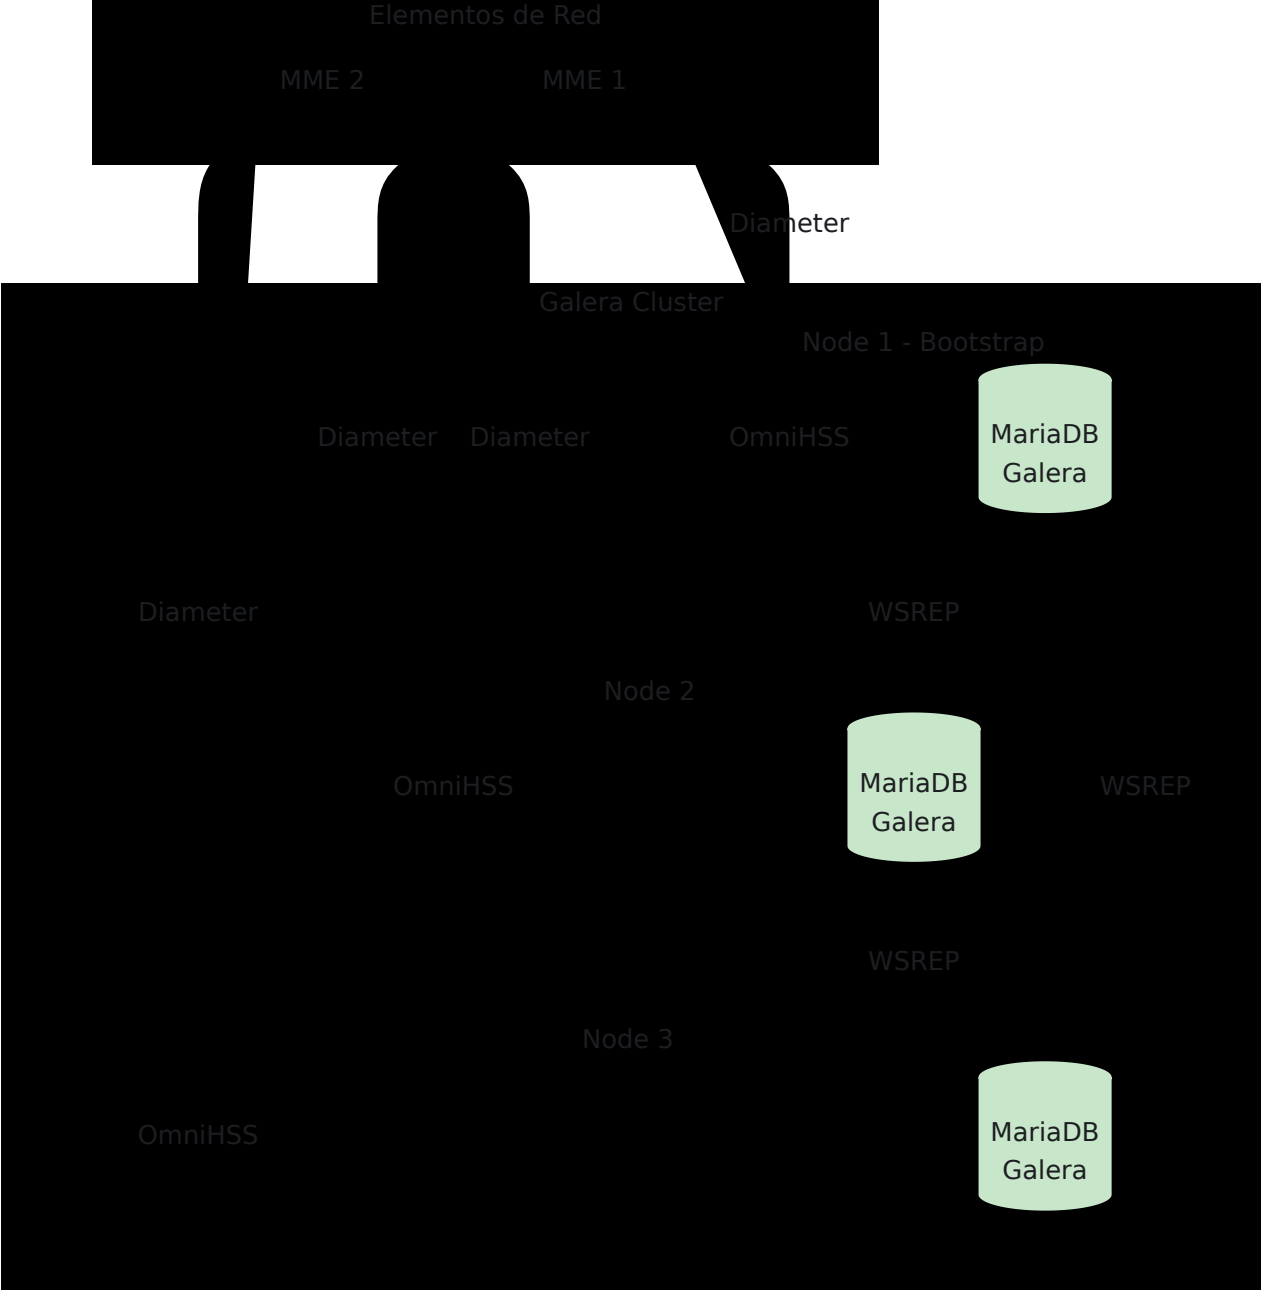 Elementos de Red
MME 2
MME 1
Diameter
Galera Cluster
Node 1 - Bootstrap
Diameter
Diameter
OmniHSS
MariaDB
Galera
Diameter
WSREP
Node 2
OmniHSS
MariaDB
Galera
WSREP
WSREP
Node 3
OmniHSS
MariaDB
Galera